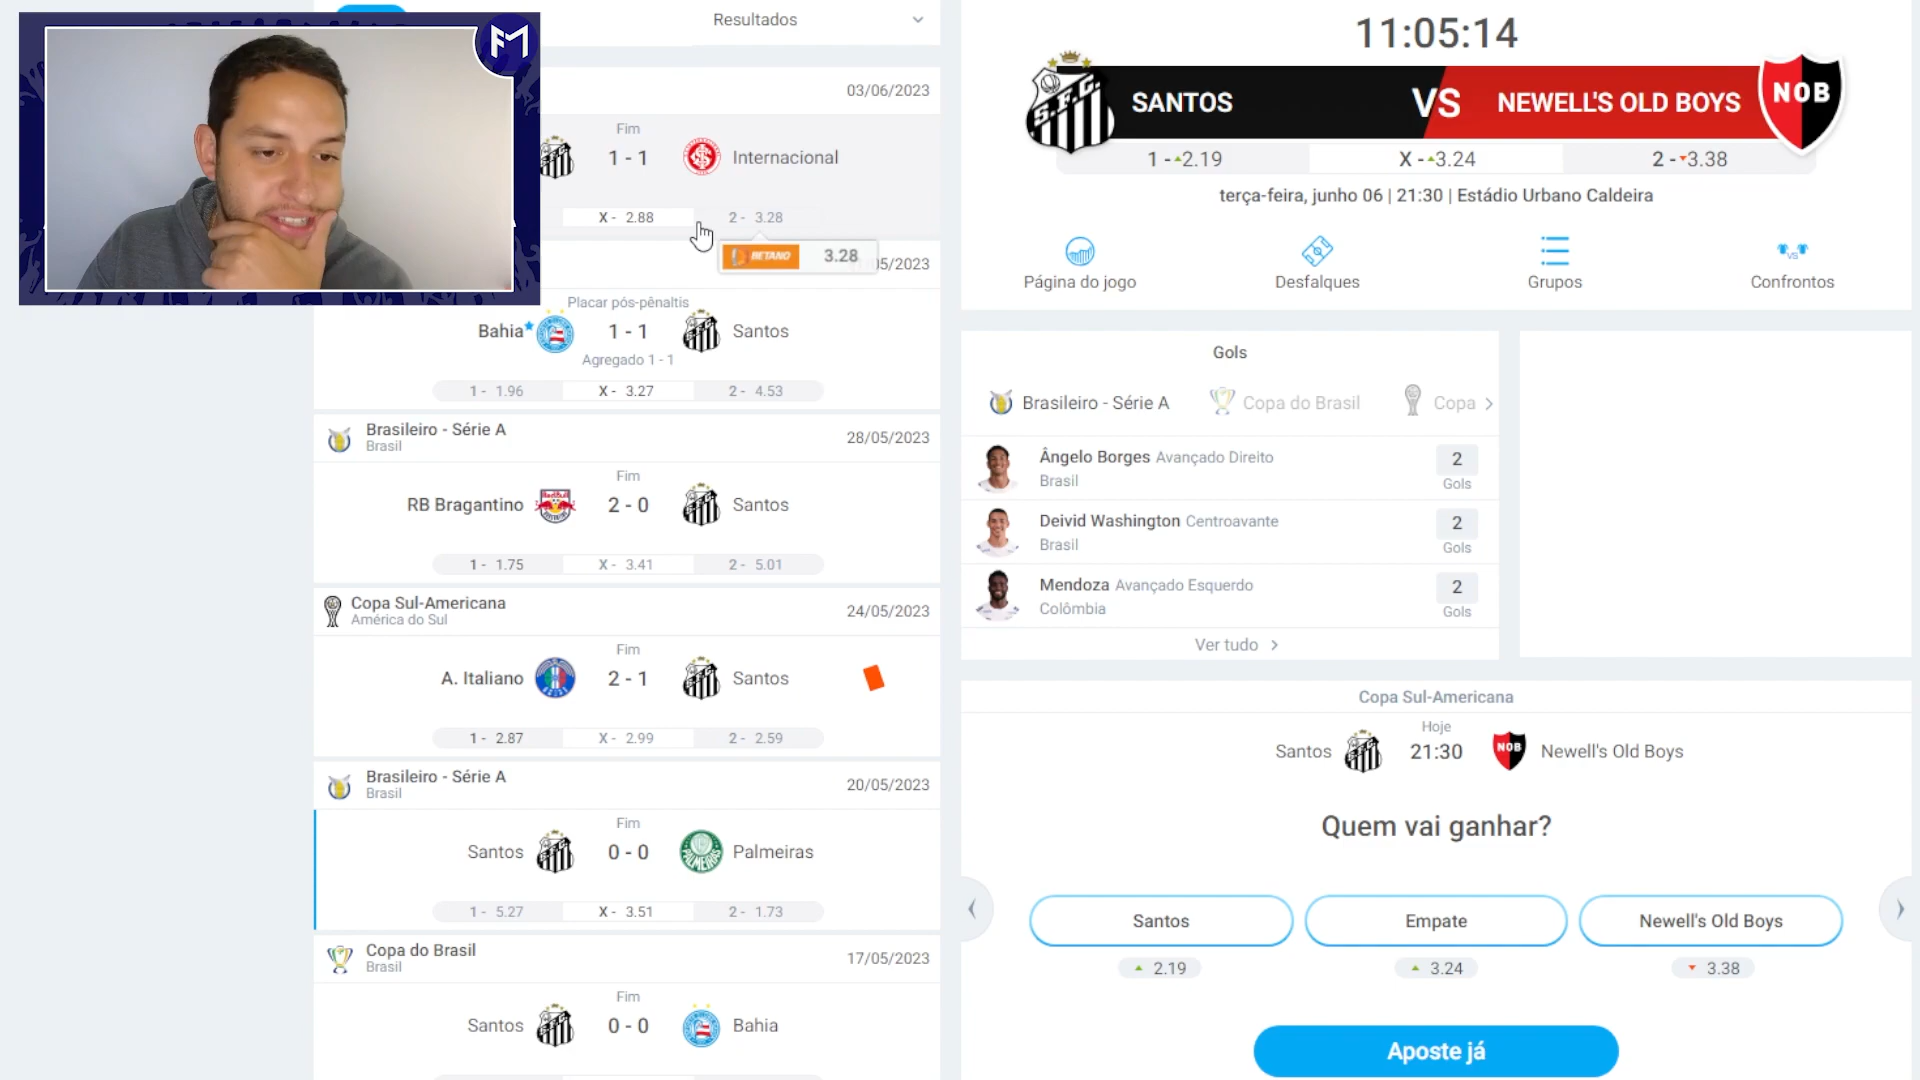 Resultados
03/06/2023
Fim
1 - 1
Internacional
X - 2.88
2 - 3.28
BETANO
3.28
05/2023
Placar pós-pênaltis
Bahia
1 - 1
Santos
Agregado 1 - 1
1 - 1.96
X - 3.27
2 - 4.53
Brasileiro - Série A
Brasil
28/05/2023
Fim
RB Bragantino
2 - 0
Santos
1 - 1.75
X - 3.41
2 - 5.01
Copa Sul-Americana
América do Sul
24/05/2023
Fim
A. Italiano
2 - 1
Santos
1 - 2.87
X - 2.99
2 - 2.59
Brasileiro - Série A
Brasil
20/05/2023
Fim
Santos
0 - 0
Palmeiras
1 - 5.27
X - 3.51
2 - 1.73
Copa do Brasil
Brasil
17/05/2023
Fim
Santos
0 - 0
Bahia
11:05:14
SANTOS
VS
NEWELL'S OLD BOYS
NOB
1 - 2.19
X - 3.24
2 - 3.38
terça-feira, junho 06 | 21:30 | Estádio Urbano Caldeira
Página do jogo
Desfalques
Grupos
Confrontos
Gols
Brasileiro - Série A
Copa do Brasil
Copa
Ângelo Borges Avançado Direito
Brasil
2
Gols
Deivid Washington Centroavante
Brasil
2
Gols
Mendoza Avançado Esquerdo
Colômbia
2
Gols
Ver tudo
Copa Sul-Americana
Hoje
Santos
21:30
NOB
Newell's Old Boys
Quem vai ganhar?
Santos
Empate
Newell's Old Boys
2.19
3.24
3.38
Aposte já